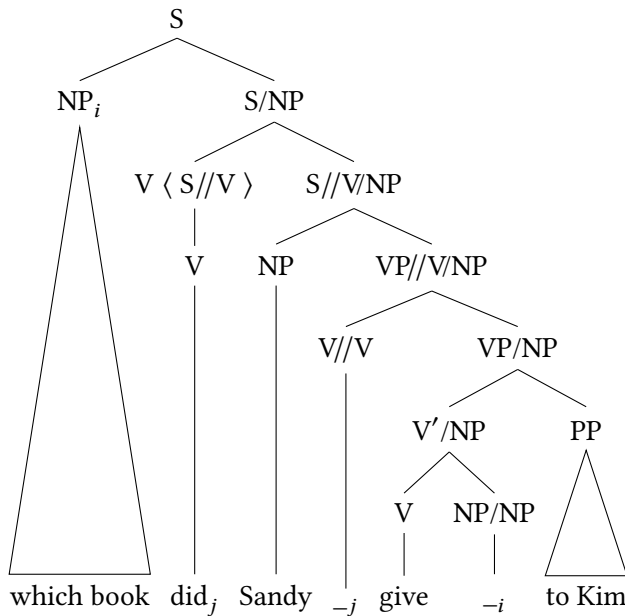 S
NP_i S/NP
V ⟨ S//V ⟩ S//V/NP
V NP VP//V/NP
V//V VP/NP
V′/NP PP
V NP/NP
which book did_j Sandy _j give _i to Kim